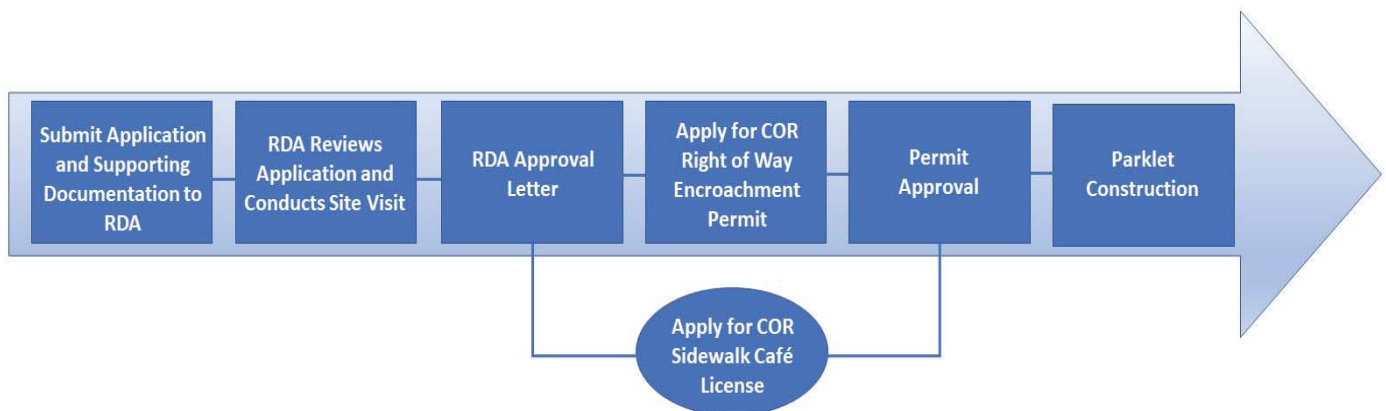 Submit Application
and Supporting
Documentation to
RDA
RDA Reviews
Application and
Conducts Site Visit
RDA Approval
Letter
Apply for COR
Right of Way
Encroachment
Permit
Permit
Approval
Parklet
Construction
Apply for COR
Sidewalk Café
License